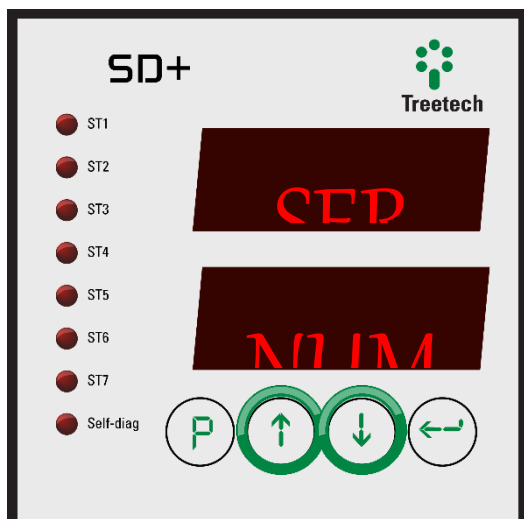 SD+
Treetech
ST1
ST2
ST3
ST4
ST5
ST6
ST7
Self-diag
SER
NUM
P